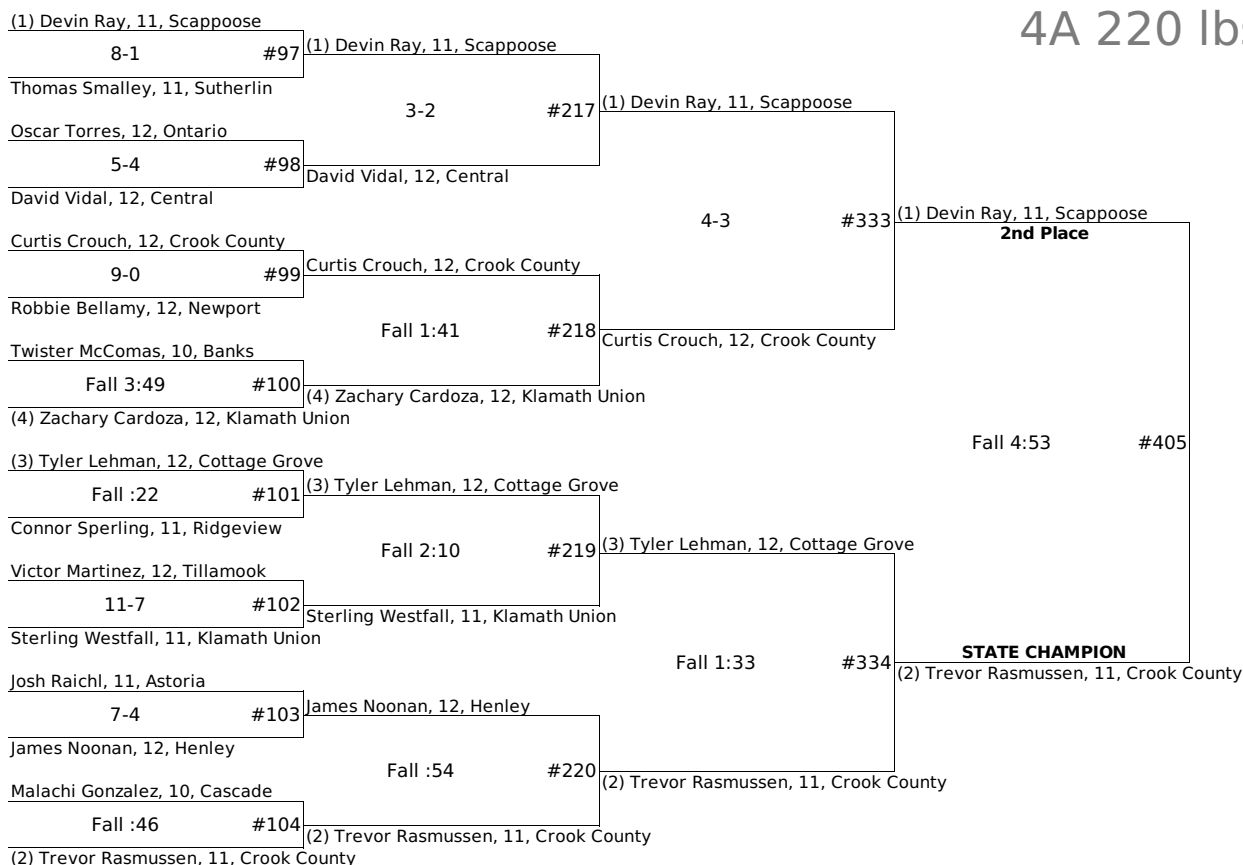 4A 220 lbs
(1) Devin Ray, 11, Scappoose
8-1 #97
Thomas Smalley, 11, Sutherlin
Oscar Torres, 12, Ontario
5-4 #98
David Vidal, 12, Central
Curtis Crouch, 12, Crook County
9-0 #99
Robbie Bellamy, 12, Newport
Twister McComas, 10, Banks
Fall 3:49 #100
(4) Zachary Cardoza, 12, Klamath Union
(3) Tyler Lehman, 12, Cottage Grove
Fall :22 #101
Connor Sperling, 11, Ridgeview
Victor Martinez, 12, Tillamook
11-7 #102
Sterling Westfall, 11, Klamath Union
Josh Raichl, 11, Astoria
7-4 #103
James Noonan, 12, Henley
Malachi Gonzalez, 10, Cascade
Fall :46 #104
(2) Trevor Rasmussen, 11, Crook County
(1) Devin Ray, 11, Scappoose
3-2 #217
David Vidal, 12, Central
Curtis Crouch, 12, Crook County
Fall 1:41 #218
(4) Zachary Cardoza, 12, Klamath Union
(3) Tyler Lehman, 12, Cottage Grove
Fall 2:10 #219
Sterling Westfall, 11, Klamath Union
James Noonan, 12, Henley
Fall :54 #220
(2) Trevor Rasmussen, 11, Crook County
(1) Devin Ray, 11, Scappoose
4-3 #333
Curtis Crouch, 12, Crook County
(3) Tyler Lehman, 12, Cottage Grove
Fall 1:33 #334
(2) Trevor Rasmussen, 11, Crook County
(1) Devin Ray, 11, Scappoose
2nd Place
Fall 4:53 #405
STATE CHAMPION
(2) Trevor Rasmussen, 11, Crook County